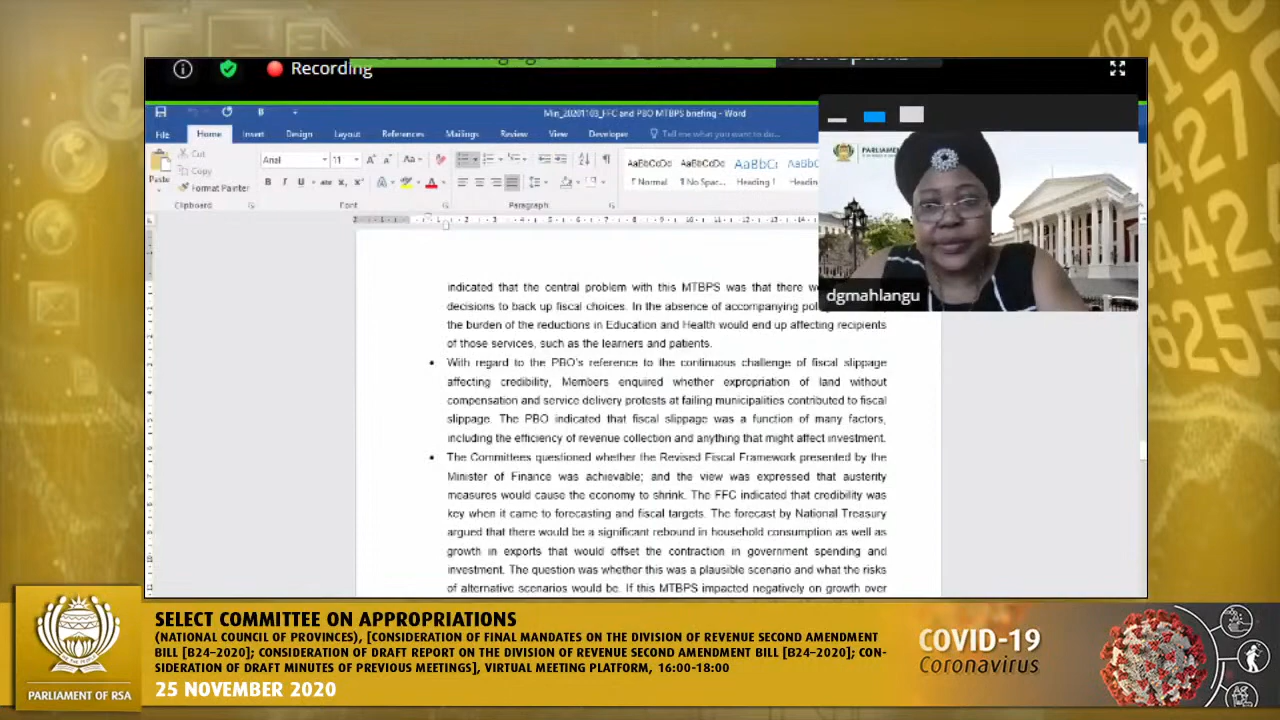 Recording
View Options
Min_20201103_FFC and PBO MTBPS briefing - Word
File Home Insert Design Layout References Mailings Review View Developer Tell me what you want to do...
Cut
Copy
Format Painter
Paste
Arial 11
AaBbCcDc AaBbCcDc AaBbCc AaBbC
¶ Normal ¶ No Spac... Heading 1 Headin
Clipboard Font Paragraph
PARLIAMEN
dgmahlangu
indicated that the central problem with this MTBPS was that there we
decisions to back up fiscal choices. In the absence of accompanying pol
the burden of the reductions in Education and Health would end up affecting recipients
of those services, such as the learners and patients.
• With regard to the PBO's reference to the continuous challenge of fiscal slippage
affecting credibility, Members enquired whether expropriation of land without
compensation and service delivery protests at failing municipalities contributed to fiscal
slippage. The PBO indicated that fiscal slippage was a function of many factors,
including the efficiency of revenue collection and anything that might affect investment.
• The Committees questioned whether the Revised Fiscal Framework presented by the
Minister of Finance was achievable; and the view was expressed that austerity
measures would cause the economy to shrink. The FFC indicated that credibility was
key when it came to forecasting and fiscal targets. The forecast by National Treasury
argued that there would be a significant rebound in household consumption as well as
growth in exports that would offset the contraction in government spending and
investment. The question was whether this was a plausible scenario and what the risks
of alternative scenarios would be. If this MTBPS impacted negatively on growth over
SELECT COMMITTEE ON APPROPRIATIONS
(NATIONAL COUNCIL OF PROVINCES), [CONSIDERATION OF FINAL MANDATES ON THE DIVISION OF REVENUE SECOND AMENDMENT
BILL [B24–2020]; CONSIDERATION OF DRAFT REPORT ON THE DIVISION OF REVENUE SECOND AMENDMENT BILL [B24–2020]; CON-
SIDERATION OF DRAFT MINUTES OF PREVIOUS MEETINGS], VIRTUAL MEETING PLATFORM, 16:00-18:00
25 NOVEMBER 2020
PARLIAMENT OF RSA
COVID-19
Coronavirus